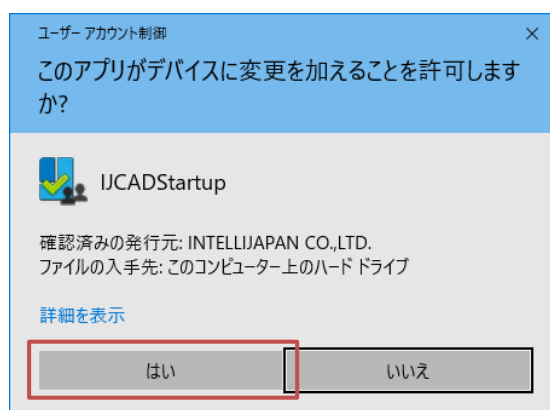 ユーザー アカウント制御
このアプリがデバイスに変更を加えることを許可します
か?
IJCADStartup
確認済みの発行元: INTELLIJAPAN CO.,LTD.
ファイルの入手先: このコンピューター上のハード ドライブ
詳細を表示
はい
いいえ